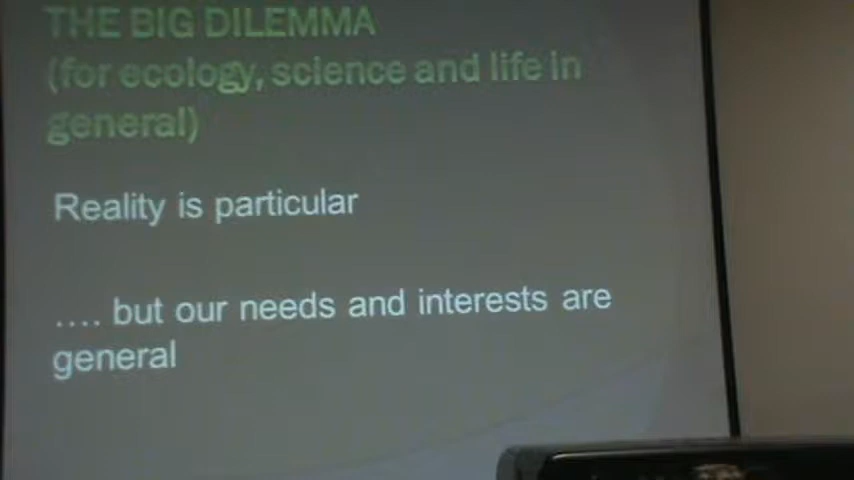 THE BIG DILEMMA
(for ecology, science and life in
general)
Reality is particular
.... but our needs and interests are
general